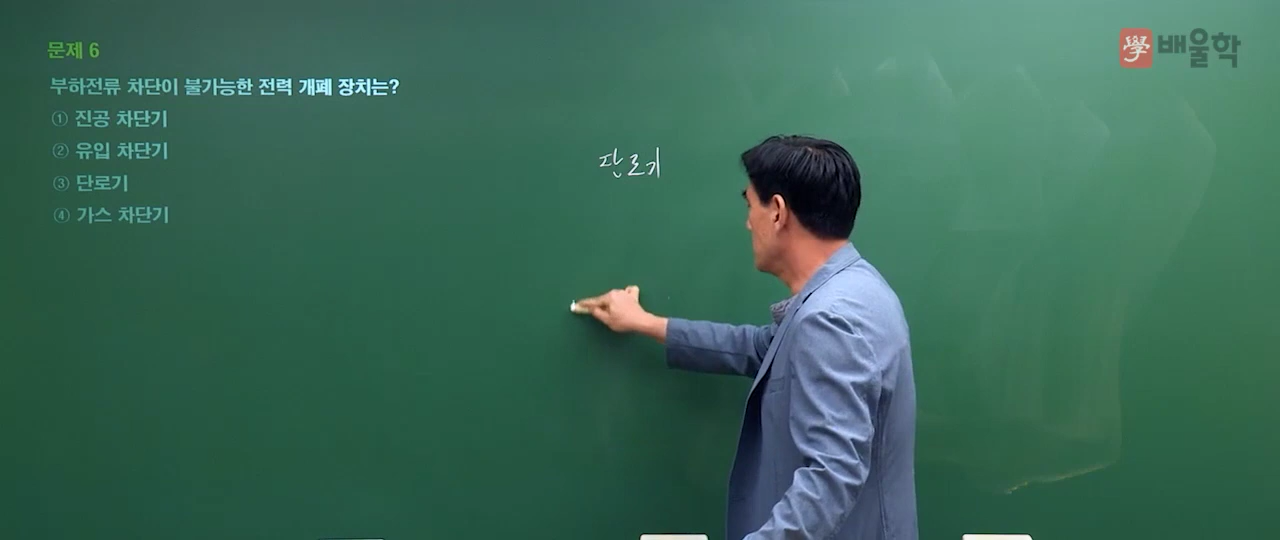 문제 6
學 배울학
부하전류 차단이 불가능한 전력 개폐 장치는?
① 진공 차단기
② 유입 차단기
③ 단로기
④ 가스 차단기
단로기